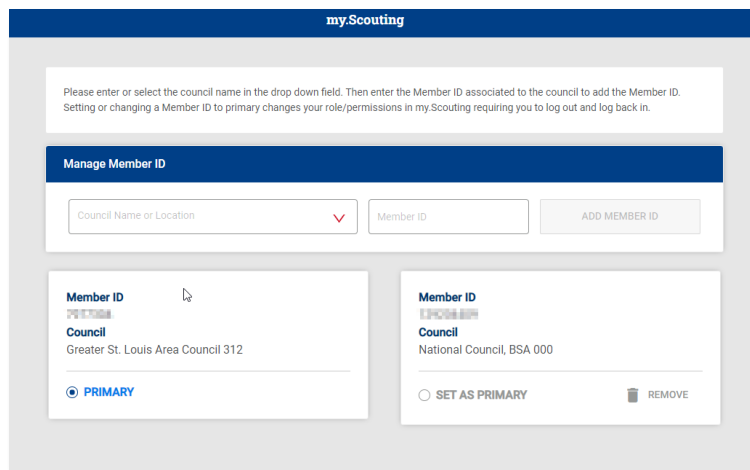 my.Scouting
Please enter or select the council name in the drop down field. Then enter the Member ID associated to the council to add the Member ID.
Setting or changing a Member ID to primary changes your role/permissions in my.Scouting requiring you to log out and log back in.
Manage Member ID
Council Name or Location
Member ID
ADD MEMBER ID
Member ID
Council
Greater St. Louis Area Council 312
PRIMARY
Member ID
Council
National Council, BSA 000
SET AS PRIMARY
REMOVE